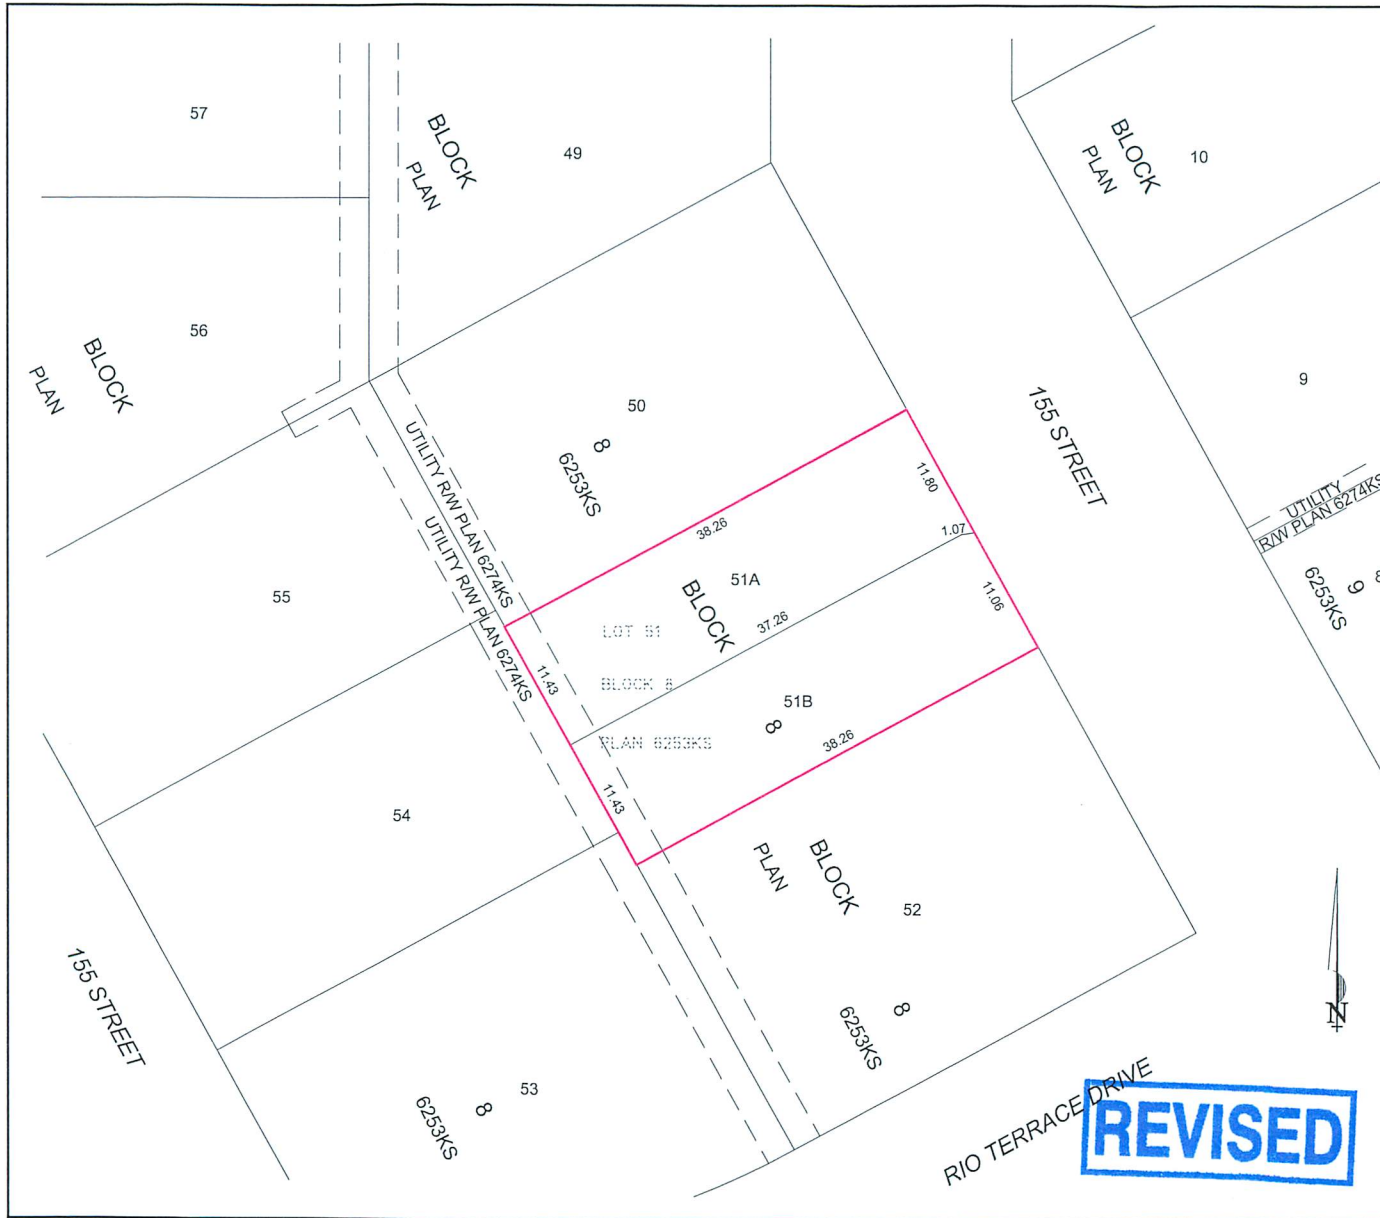 57
BLOCK
PLAN
49
BLOCK
PLAN
10
56
BLOCK
PLAN
9
50
8
6253KS
155 STREET
UTILITY R/W PLAN 6274KS
UTILITY R/W PLAN 6274KS
UTILITY
R/W PLAN 6274KS
6253KS
9
8
11.80
38.26
1.07
51A
BLOCK
37.26
11.06
55
LOT 51
BLOCK 8
PLAN 6253KS
11.43
51B
8
38.26
11.43
54
PLAN
BLOCK
52
8
6253KS
155 STREET
53
8
6253KS
N
RIO TERRACE DRIVE
REVISED